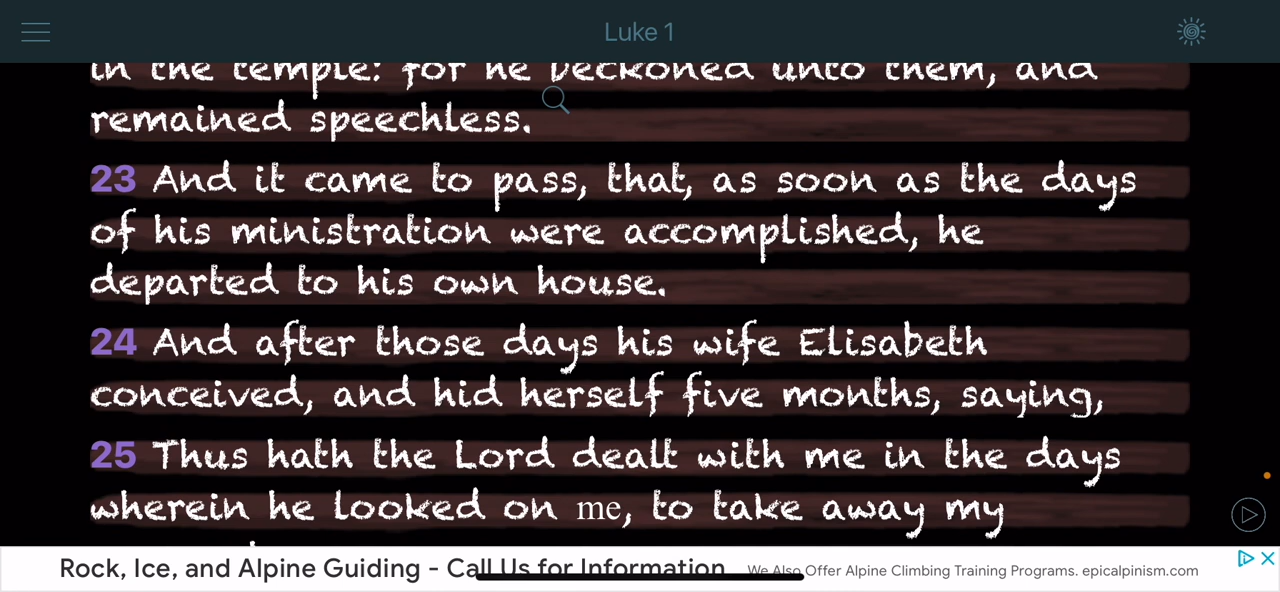 Luke 1
in the temple: for he beckoned unto them, and
remained speechless.
23 And it came to pass, that, as soon as the days
of his ministration were accomplished, he
departed to his own house.
24 And after those days his wife Elisabeth
conceived, and hid herself five months, saying,
25 Thus hath the Lord dealt with me in the days
wherein he looked on me, to take away my
Rock, Ice, and Alpine Guiding - Call Us for Information
We Also Offer Alpine Climbing Training Programs. epicalpinism.com